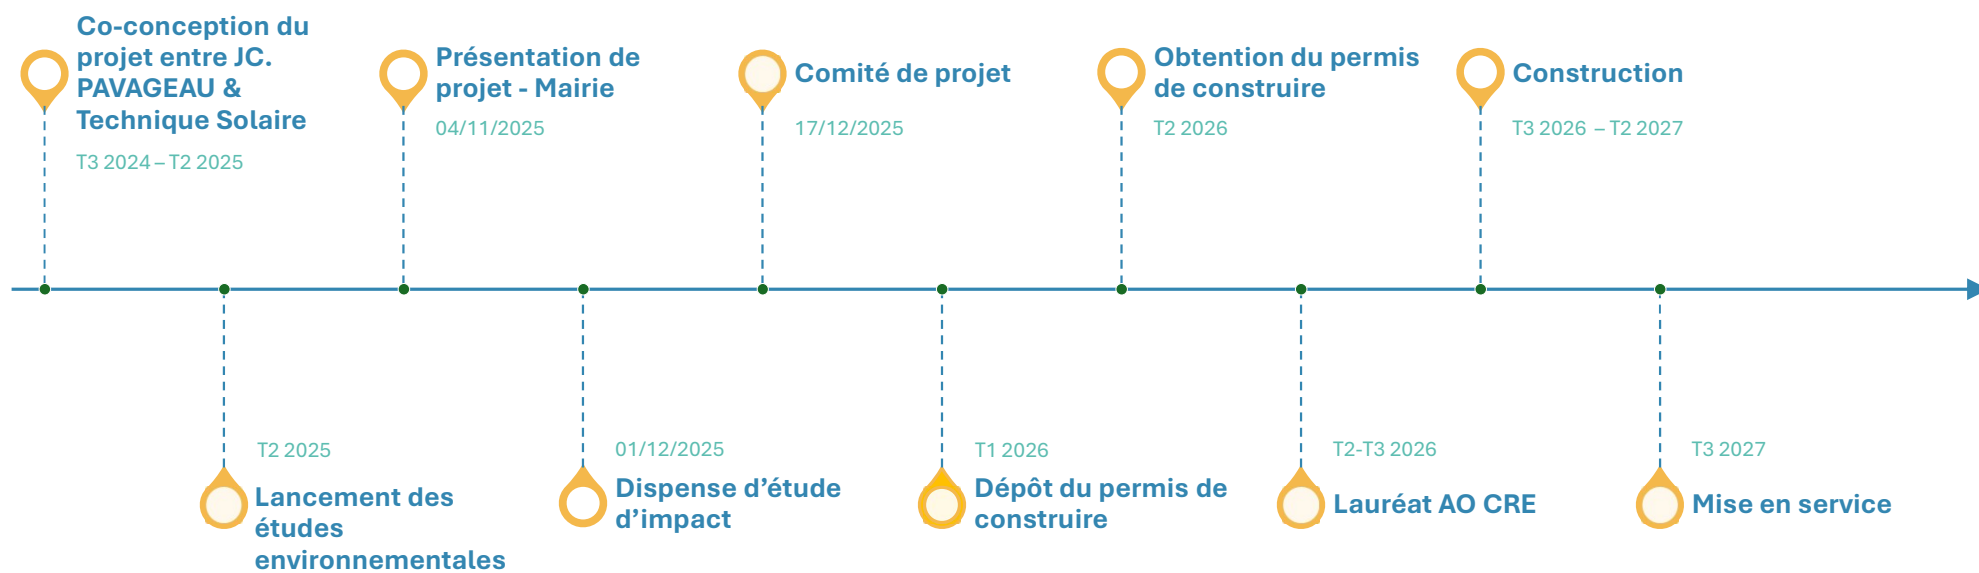 Co-conception du
projet entre JC.
PAVAGEAU &
Technique Solaire
T3 2024 – T2 2025
Présentation de
projet - Mairie
04/11/2025
Comité de projet
17/12/2025
Obtention du permis
de construire
T2 2026
Construction
T3 2026 – T2 2027
T2 2025
Lancement des
études
environnementales
01/12/2025
Dispense d’étude
d’impact
T1 2026
Dépôt du permis de
construire
T2-T3 2026
Lauréat AO CRE
T3 2027
Mise en service